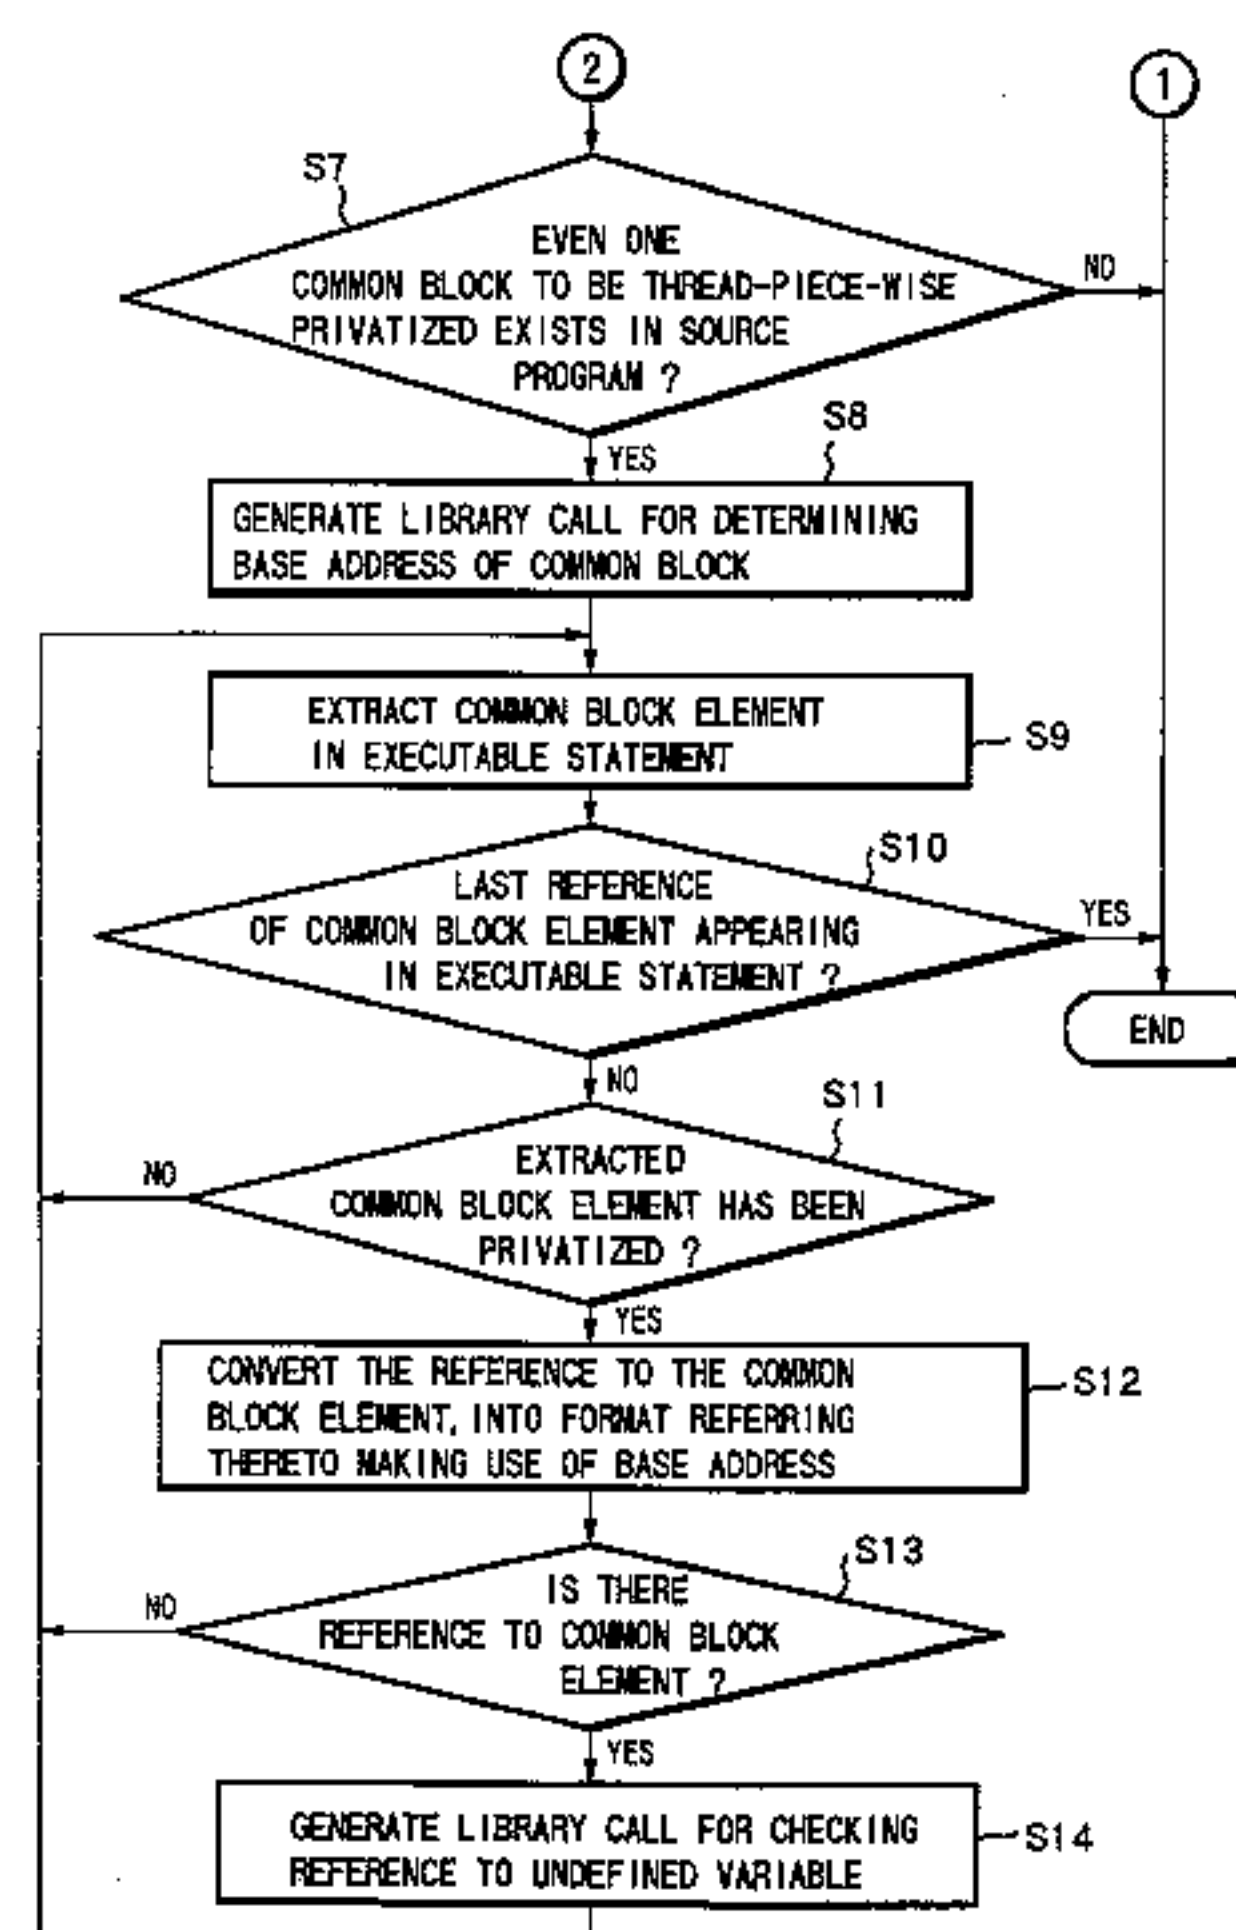 2
1
S7
EVEN ONE
COMMON BLOCK TO BE THREAD-PIECE-WISE
PRIVATIZED EXISTS IN SOURCE
PROGRAM ?
NO
YES
S8
GENERATE LIBRARY CALL FOR DETERMINING
BASE ADDRESS OF COMMON BLOCK
EXTRACT COMMON BLOCK ELEMENT
IN EXECUTABLE STATEMENT
S9
S10
LAST REFERENCE
OF COMMON BLOCK ELEMENT APPEARING
IN EXECUTABLE STATEMENT ?
YES
END
NO
S11
EXTRACTED
COMMON BLOCK ELEMENT HAS BEEN
PRIVATIZED ?
NO
YES
CONVERT THE REFERENCE TO THE COMMON
BLOCK ELEMENT, INTO FORMAT REFERRING
THERETO MAKING USE OF BASE ADDRESS
S12
S13
IS THERE
REFERENCE TO COMMON BLOCK
ELEMENT ?
NO
YES
GENERATE LIBRARY CALL FOR CHECKING
REFERENCE TO UNDEFINED VARIABLE
S14